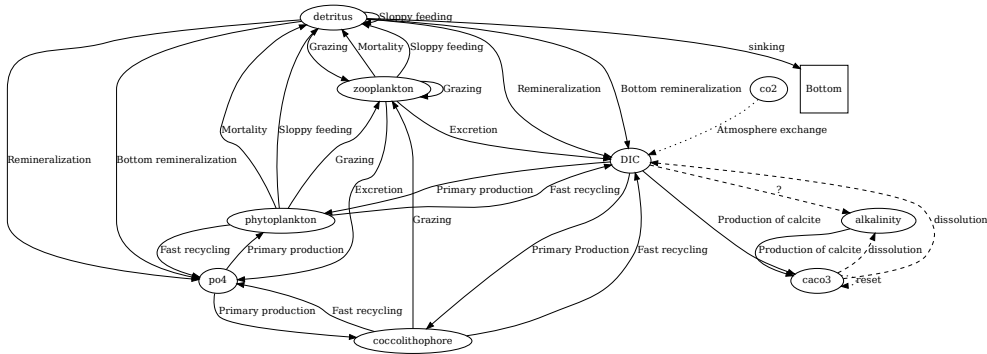 detritus
Sloppy feeding
sinking
Grazing
Mortality
Sloppy feeding
zooplankton
Grazing
Remineralization
Bottom remineralization
co2
Bottom
Mortality
Sloppy feeding
Excretion
Atmosphere exchange
Remineralization
Bottom remineralization
Grazing
DIC
Excretion
Primary production
Fast recycling
?
phytoplankton
Grazing
Production of calcite
alkalinity
dissolution
Fast recycling
Primary production
Primary Production
Fast recycling
Production of calcite
dissolution
po4
caco3
reset
Primary production
Fast recycling
coccolithophore